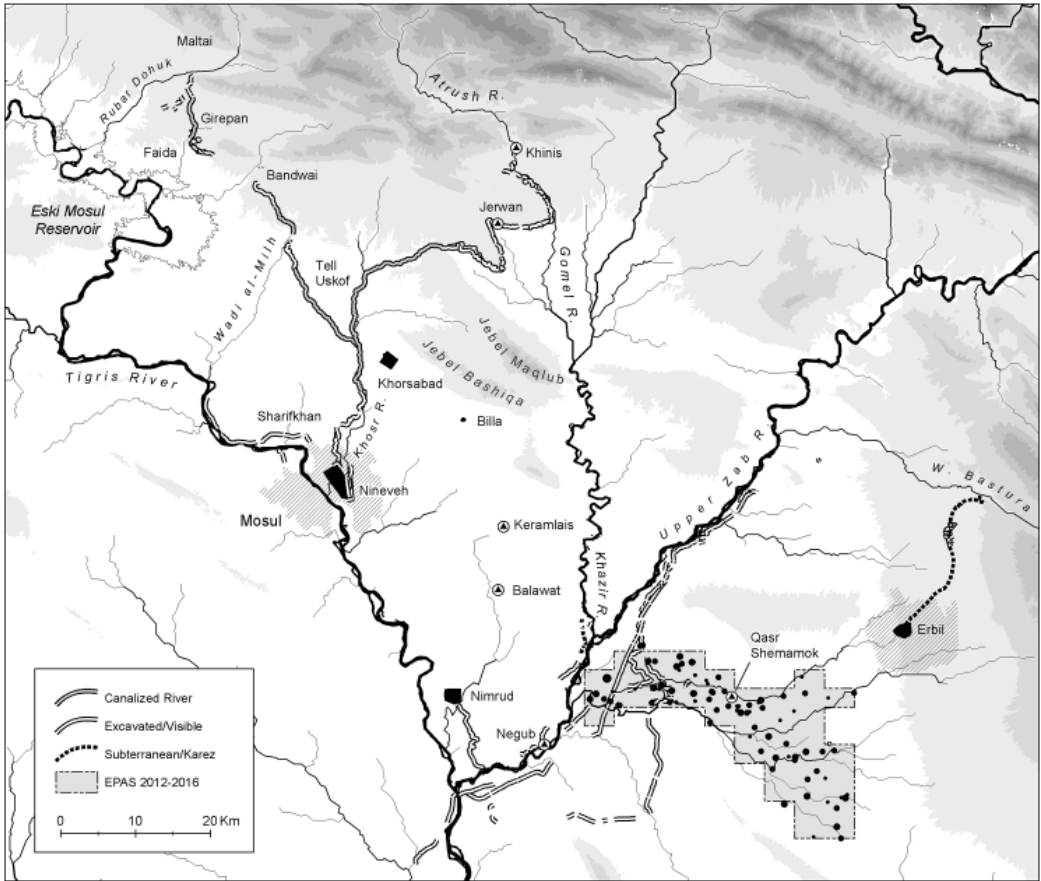 Maltai
Rubar Dohuk
Atrush R.
Girepan
Khinis
Faida
Bandwai
Eski Mosul
Reservoir
Jerwan
Tell
Uskof
Wadi al-Milh
Gomel R.
Jebel Maqlub
Jebel Bashiqa
Khorsabad
Tigris River
Sharifkhan
Khosr R.
Billa
Upper Zab R.
W. Bastura
Nineveh
Mosul
Keramlais
Khazir R.
Balawat
Erbil
Qasr
Shemamok
Nimrud
Negub
Canalized River
Excavated/Visible
Subterranean/Karez
EPAS 2012-2016
0 10 20 Km